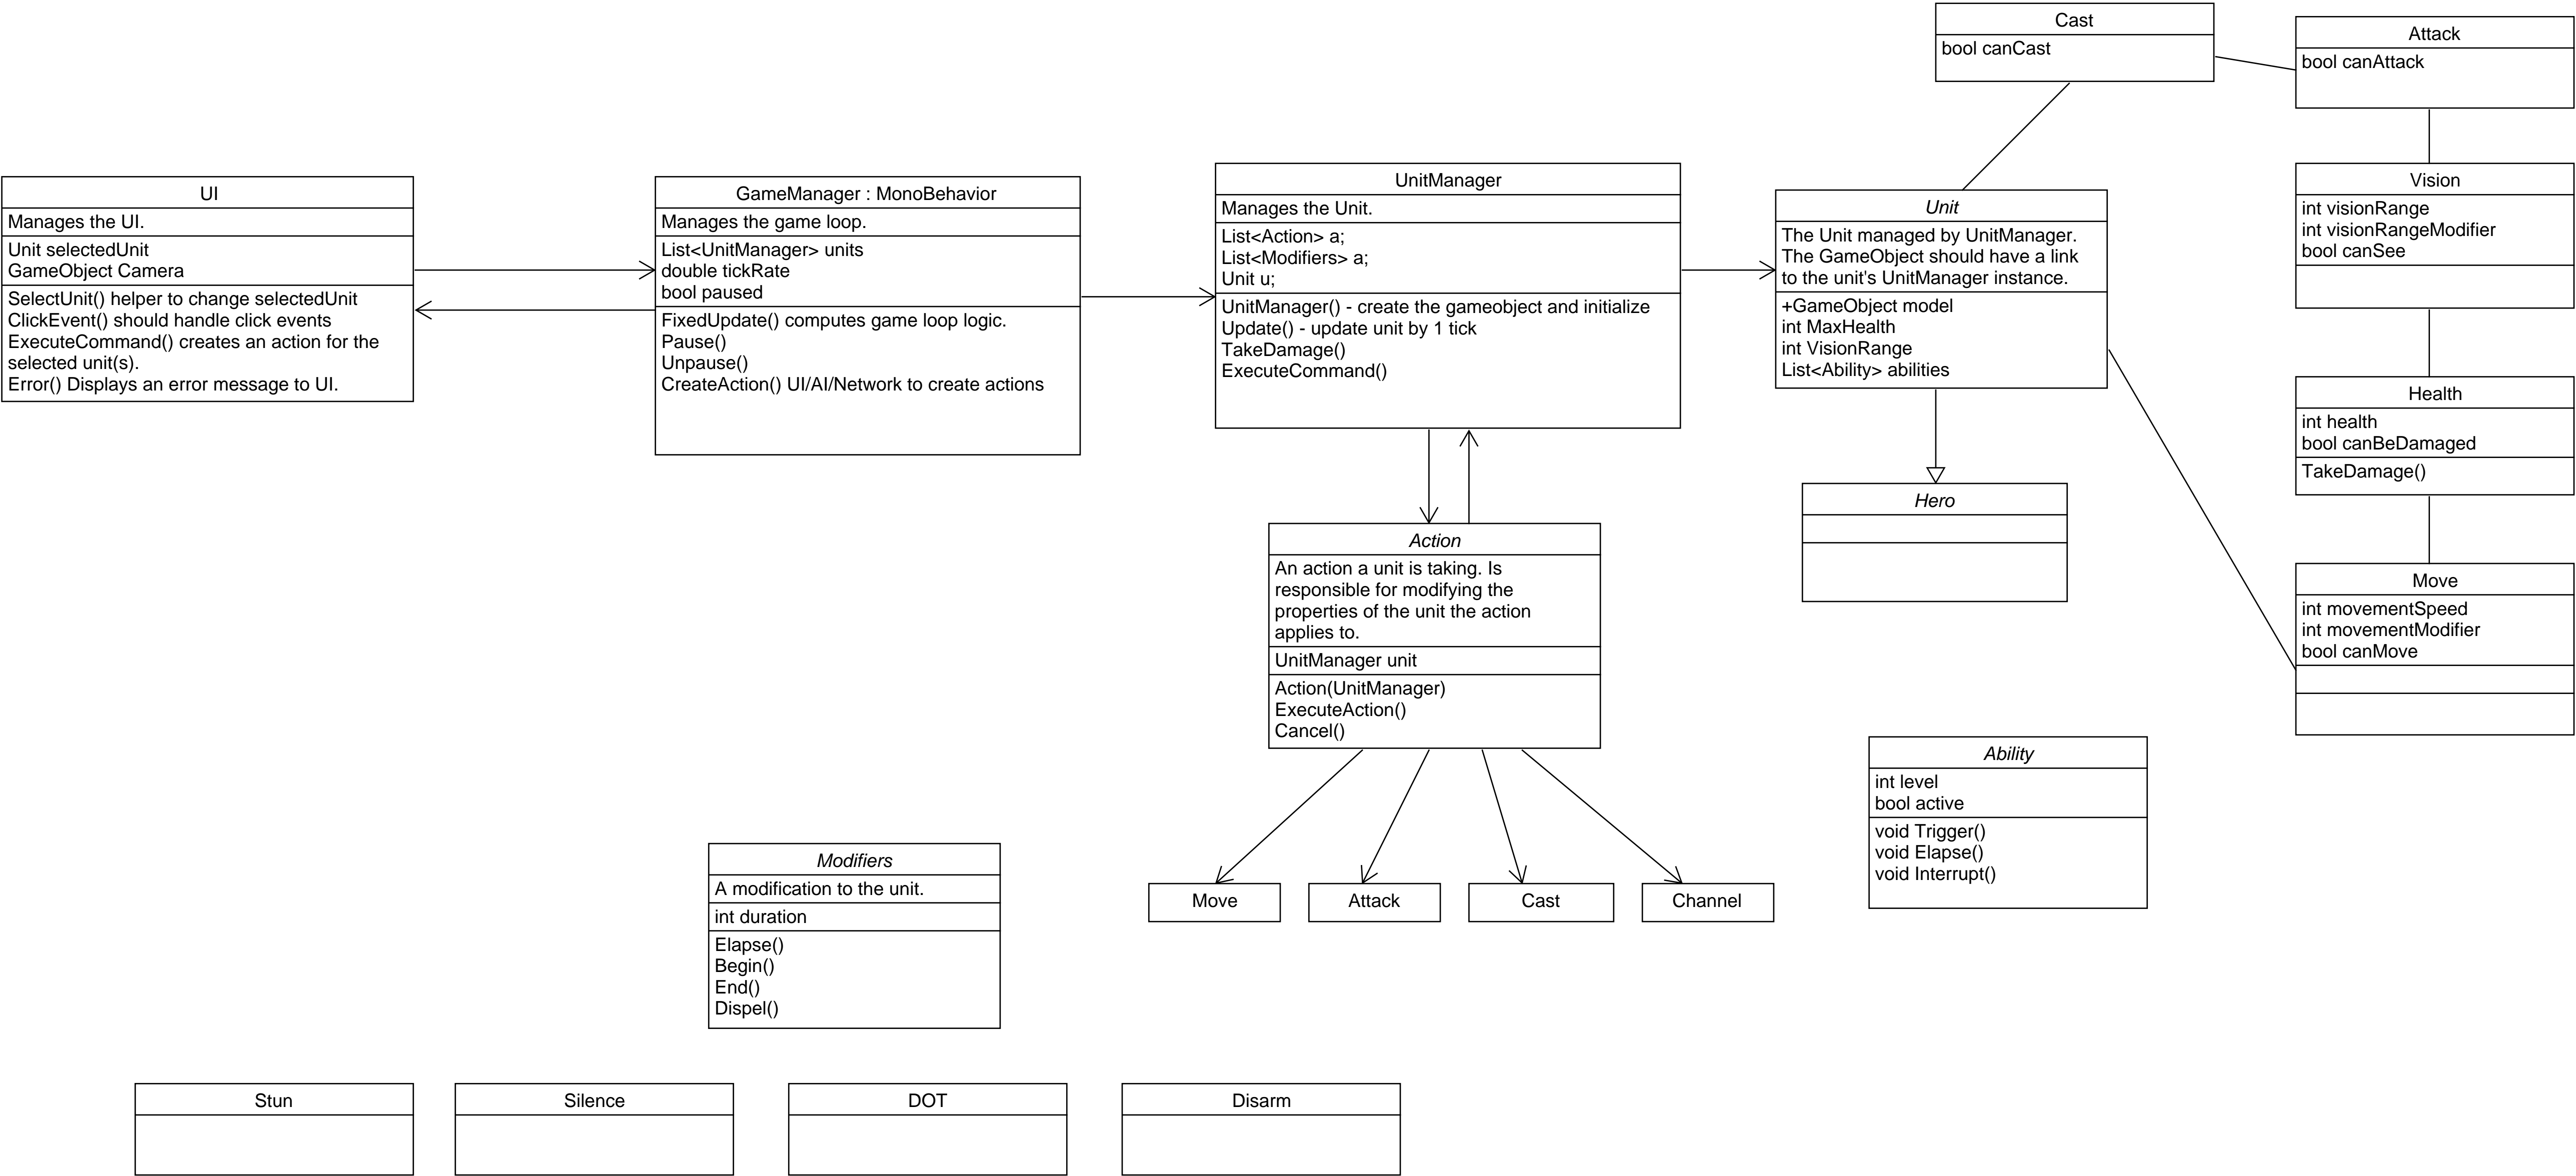 UI
Manages the UI.
Unit selectedUnit
GameObject Camera
SelectUnit() helper to change selectedUnit
ClickEvent() should handle click events
ExecuteCommand() creates an action for the
selected unit(s).
Error() Displays an error message to UI.
GameManager : MonoBehavior
Manages the game loop.
List<UnitManager> units
double tickRate
bool paused
FixedUpdate() computes game loop logic.
Pause()
Unpause()
CreateAction() UI/AI/Network to create actions
UnitManager
Manages the Unit.
List<Action> a;
List<Modifiers> a;
Unit u;
UnitManager() - create the gameobject and initialize
Update() - update unit by 1 tick
TakeDamage()
ExecuteCommand()
Unit
The Unit managed by UnitManager.
The GameObject should have a link
to the unit's UnitManager instance.
+GameObject model
int MaxHealth
int VisionRange
List<Ability> abilities
Cast
bool canCast
Attack
bool canAttack
Vision
int visionRange
int visionRangeModifier
bool canSee
Health
int health
bool canBeDamaged
TakeDamage()
Move
int movementSpeed
int movementModifier
bool canMove
Hero
Action
An action a unit is taking. Is
responsible for modifying the
properties of the unit the action
applies to.
UnitManager unit
Action(UnitManager)
ExecuteAction()
Cancel()
Move
Attack
Cast
Channel
Ability
int level
bool active
void Trigger()
void Elapse()
void Interrupt()
Modifiers
A modification to the unit.
int duration
Elapse()
Begin()
End()
Dispel()
Stun
Silence
DOT
Disarm